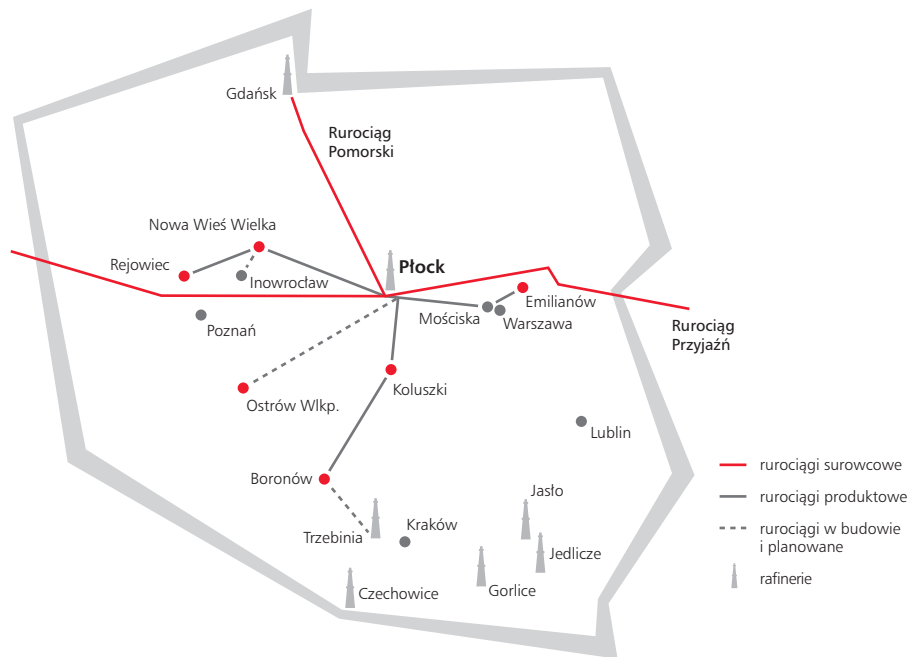 Gdańsk
Rurociąg
Pomorski
Nowa Wieś Wielka
Rejowiec
Inowrocław
Płock
Poznań
Mościska
Emilianów
Warszawa
Rurociąg
Przyjaźń
Ostrów Wlkp.
Koluszki
Lublin
Boronów
Trzebinia
Kraków
Jasło
Jedlicze
Gorlice
Czechowice
rurociągi surowcowe
rurociągi produktowe
rurociągi w budowie
i planowane
rafinerie